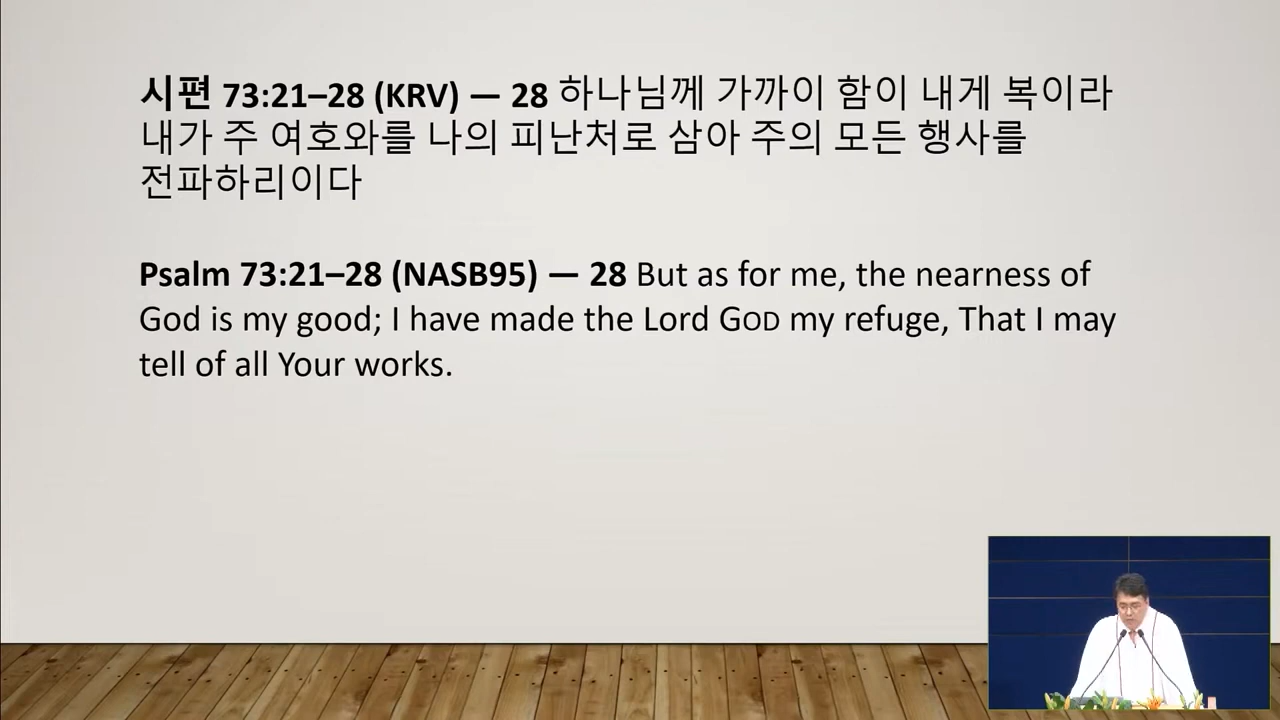 시편 73:21–28 (KRV) — 28 하나님께 가까이 함이 내게 복이라
내가 주 여호와를 나의 피난처로 삼아 주의 모든 행사를
전파하리이다
Psalm 73:21–28 (NASB95) — 28 But as for me, the nearness of
God is my good; I have made the Lord GOD my refuge, That I may
tell of all Your works.